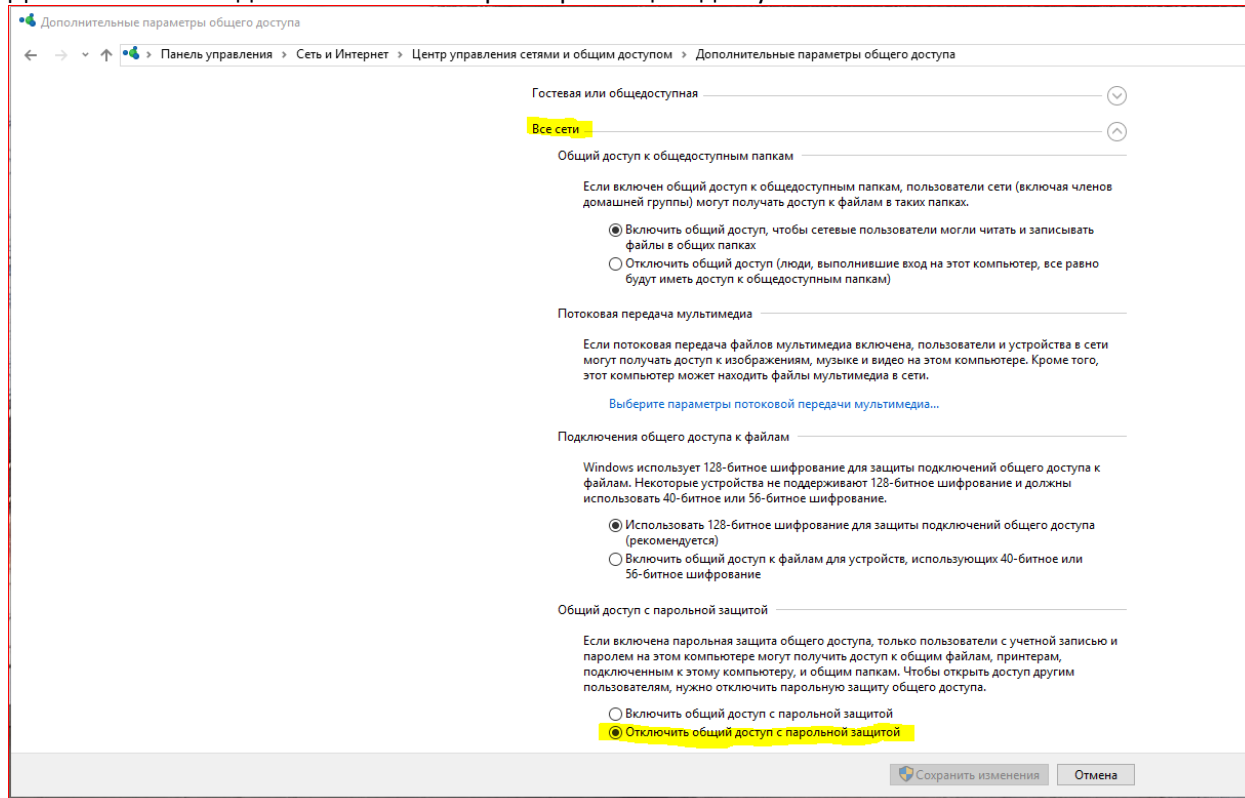 Дополнительные параметры общего доступа
Панель управления > Сеть и Интернет > Центр управления сетями и общим доступом > Дополнительные параметры общего доступа
Гостевая или общедоступная
Все сети
Общий доступ к общедоступным папкам
Если включен общий доступ к общедоступным папкам, пользователи сети (включая членов
домашней группы) могут получать доступ к файлам в таких папках.
Включить общий доступ, чтобы сетевые пользователи могли читать и записывать
файлы в общих папках
Отключить общий доступ (люди, выполнившие вход на этот компьютер, все равно
будут иметь доступ к общедоступным папкам)
Потоковая передача мультимедиа
Если потоковая передача файлов мультимедиа включена, пользователи и устройства в сети
могут получать доступ к изображениям, музыке и видео на этом компьютере. Кроме того,
этот компьютер может находить файлы мультимедиа в сети.
Выберите параметры потоковой передачи мультимедиа...
Подключения общего доступа к файлам
Windows использует 128-битное шифрование для защиты подключений общего доступа к
файлам. Некоторые устройства не поддерживают 128-битное шифрование и должны
использовать 40-битное или 56-битное шифрование.
Использовать 128-битное шифрование для защиты подключений общего доступа
(рекомендуется)
Включить общий доступ к файлам для устройств, использующих 40-битное или
56-битное шифрование
Общий доступ с парольной защитой
Если включена парольная защита общего доступа, только пользователи с учетной записью и
паролем на этом компьютере могут получить доступ к общим файлам, принтерам,
подключенным к этому компьютеру, и общим папкам. Чтобы открыть доступ другим
пользователям, нужно отключить парольную защиту общего доступа.
Включить общий доступ с парольной защитой
Отключить общий доступ с парольной защитой
Сохранить изменения
Отмена